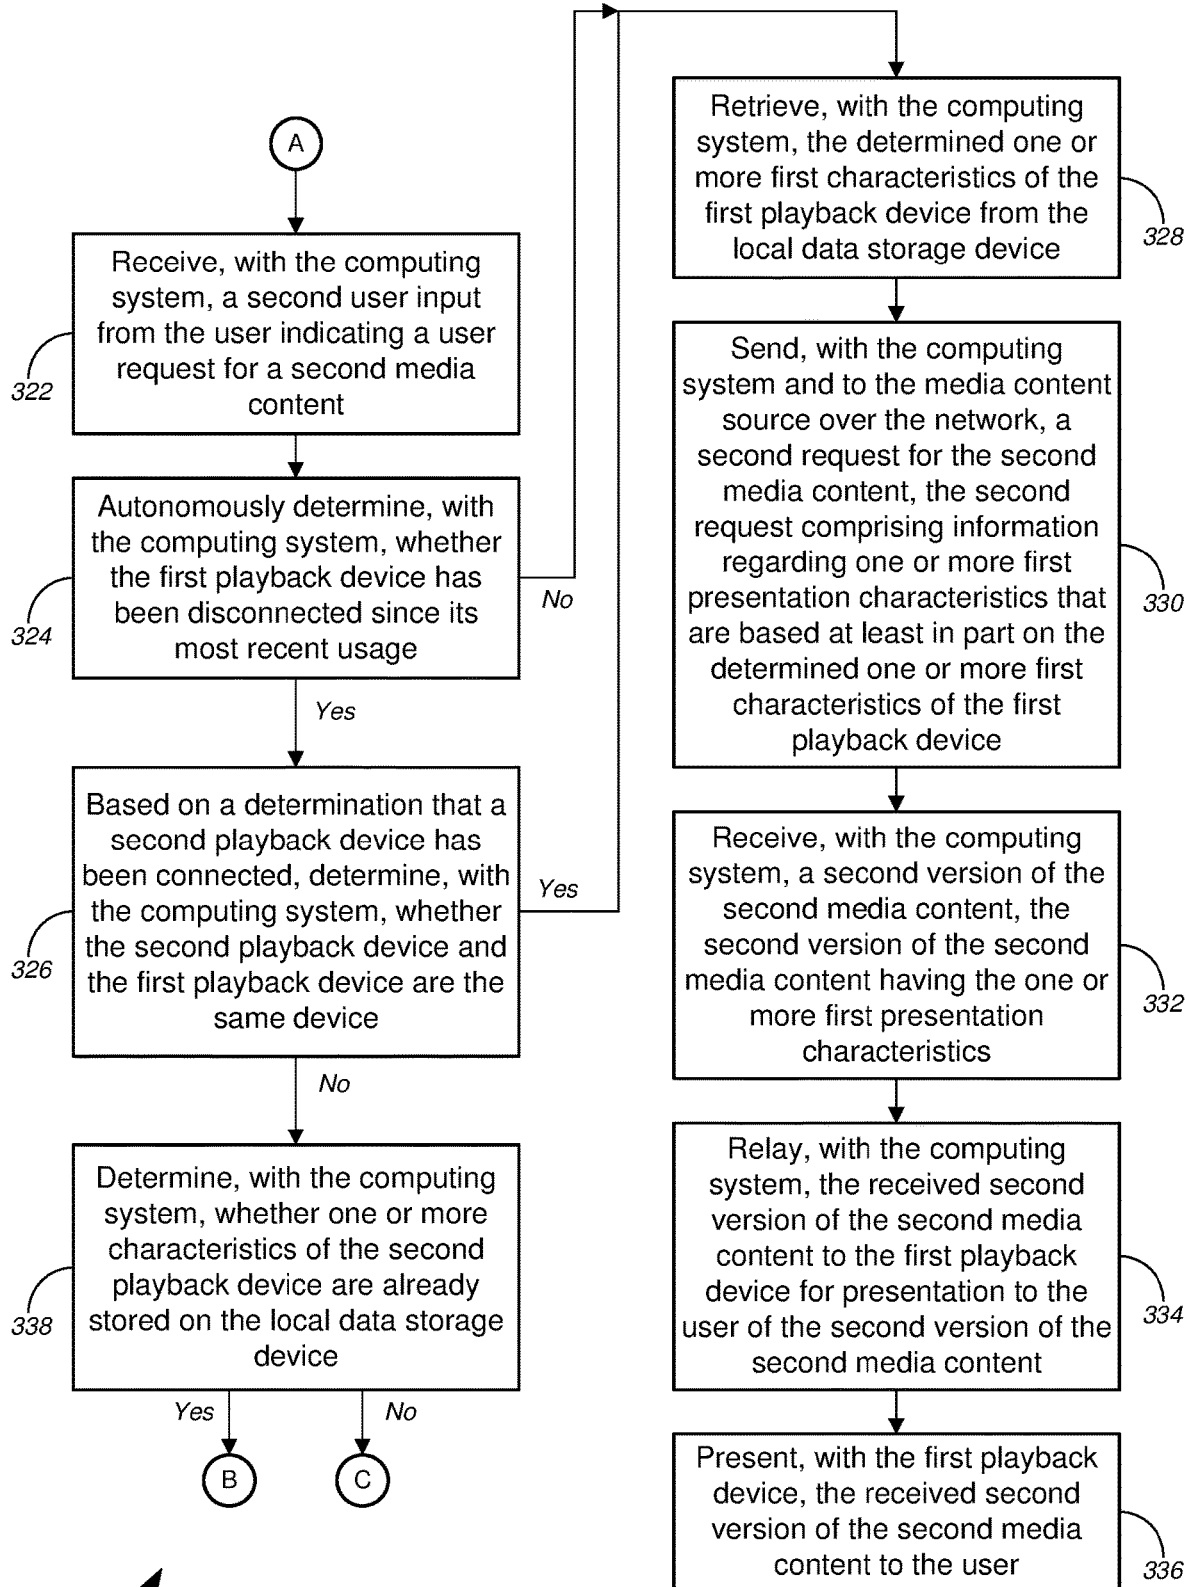 A
Receive, with the computing
system, a second user input
from the user indicating a user
request for a second media
content
322
Autonomously determine, with
the computing system, whether
the first playback device has
been disconnected since its
most recent usage
324
No
Yes
Based on a determination that a
second playback device has
been connected, determine, with
the computing system, whether
the second playback device and
the first playback device are the
same device
326
Yes
No
Determine, with the computing
system, whether one or more
characteristics of the second
playback device are already
stored on the local data storage
device
338
Yes
No
B
C
Retrieve, with the computing
system, the determined one or
more first characteristics of the
first playback device from the
local data storage device
328
Send, with the computing
system and to the media content
source over the network, a
second request for the second
media content, the second
request comprising information
regarding one or more first
presentation characteristics that
are based at least in part on the
determined one or more first
characteristics of the first
playback device
330
Receive, with the computing
system, a second version of the
second media content, the
second version of the second
media content having the one or
more first presentation
characteristics
332
Relay, with the computing
system, the received second
version of the second media
content to the first playback
device for presentation to the
user of the second version of the
second media content
334
Present, with the first playback
device, the received second
version of the second media
content to the user
336